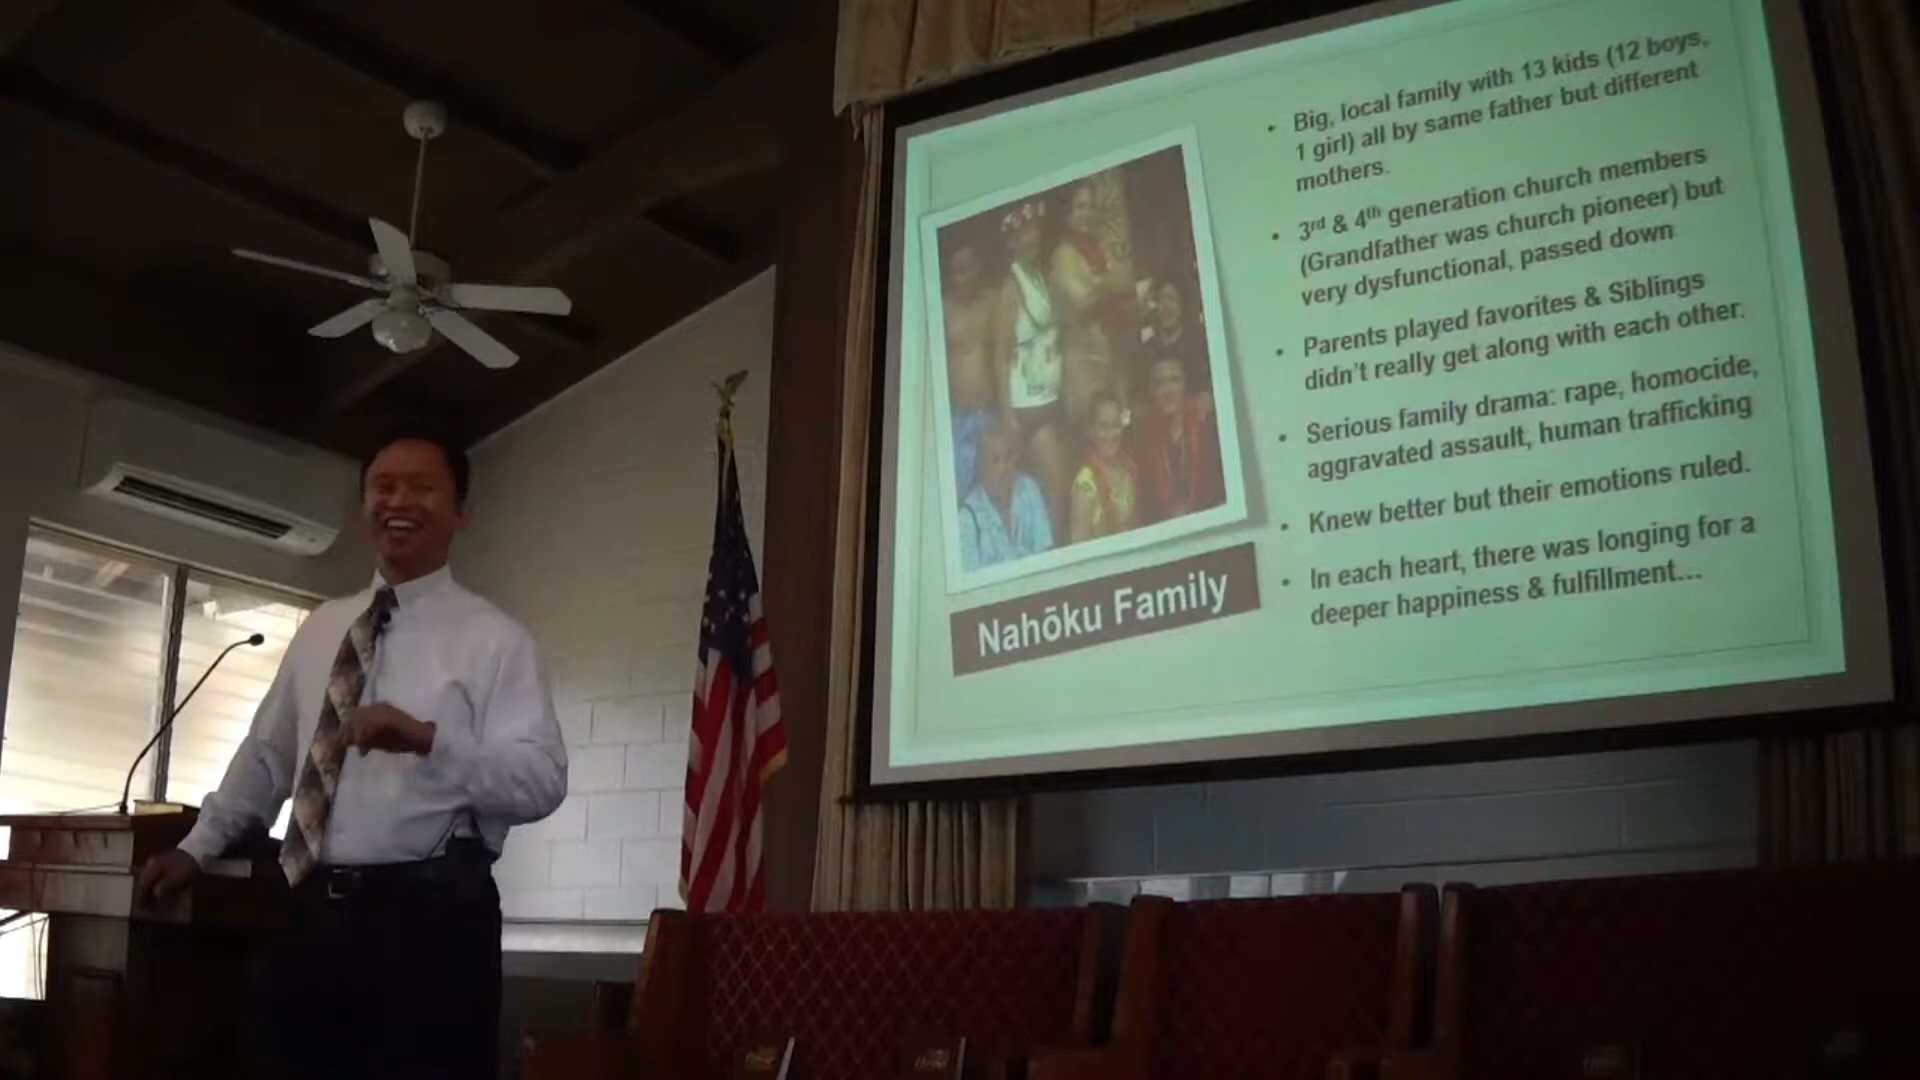 • Big, local family with 13 kids (12 boys,
1 girl) all by same father but different
mothers.
• 3rd & 4th generation church members
(Grandfather was church pioneer) but
very dysfunctional, passed down
• Parents played favorites & Siblings
didn't really get along with each other.
• Serious family drama: rape, homocide,
aggravated assault, human trafficking
• Knew better but their emotions ruled.
• In each heart, there was longing for a
deeper happiness & fulfillment...
Nahōku Family